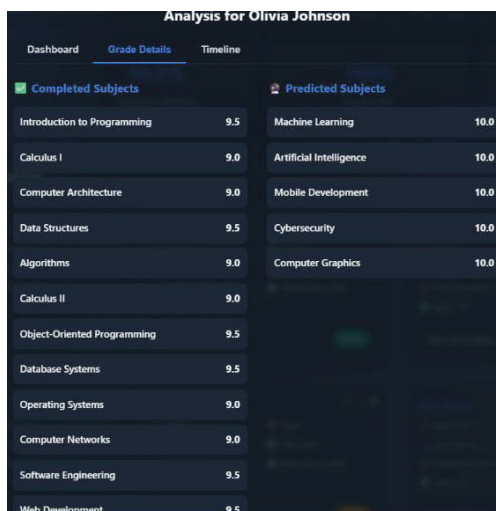 Analysis for Olivia Johnson
Dashboard Grade Details Timeline
✅ Completed Subjects
Introduction to Programming 9.5
Calculus I 9.0
Computer Architecture 9.0
Data Structures 9.5
Algorithms 9.0
Calculus II 9.0
Object-Oriented Programming 9.5
Database Systems 9.5
Operating Systems 9.0
Computer Networks 9.0
Software Engineering 9.5
Web Development 9.5
🔮 Predicted Subjects
Machine Learning 10.0
Artificial Intelligence 10.0
Mobile Development 10.0
Cybersecurity 10.0
Computer Graphics 10.0